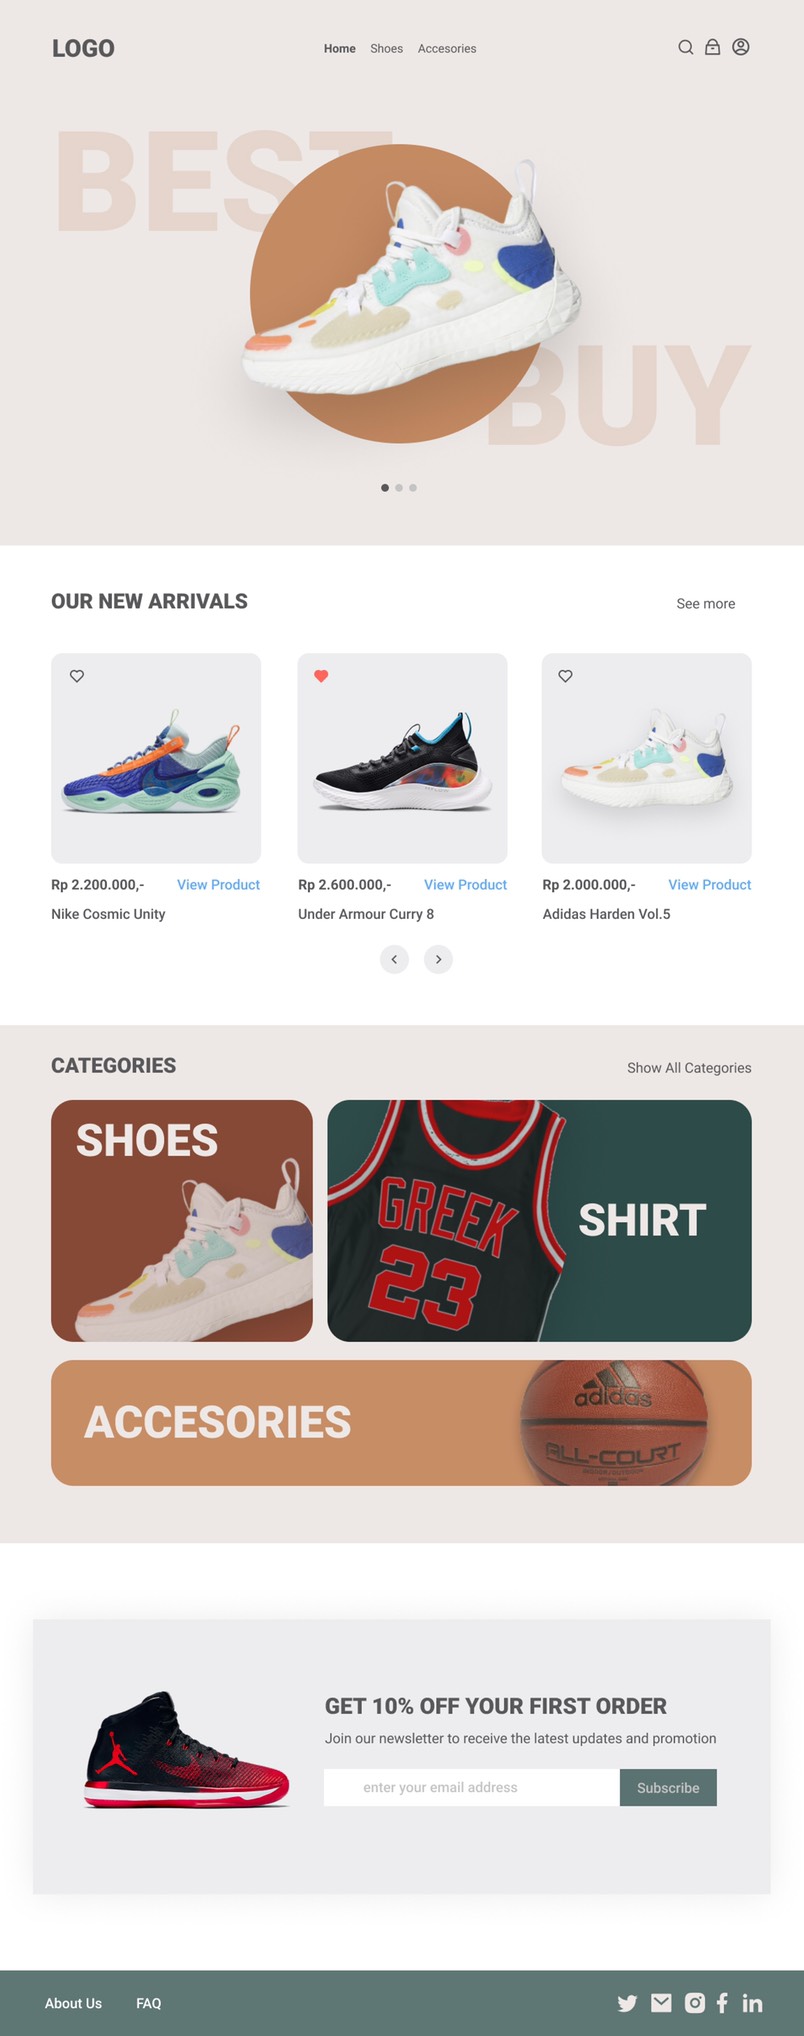 LOGO
Home Shoes Accesories
BEST
BUY
OUR NEW ARRIVALS
See more
Rp 2.200.000,- View Product
Nike Cosmic Unity
Rp 2.600.000,- View Product
Under Armour Curry 8
Rp 2.000.000,- View Product
Adidas Harden Vol.5
CATEGORIES
Show All Categories
SHOES
GREEK
23
SHIRT
ACCESORIES
adidas
ALL-COURT
INDOOR/OUTDOOR
GET 10% OFF YOUR FIRST ORDER
Join our newsletter to receive the latest updates and promotion
enter your email address
Subscribe
About Us FAQ